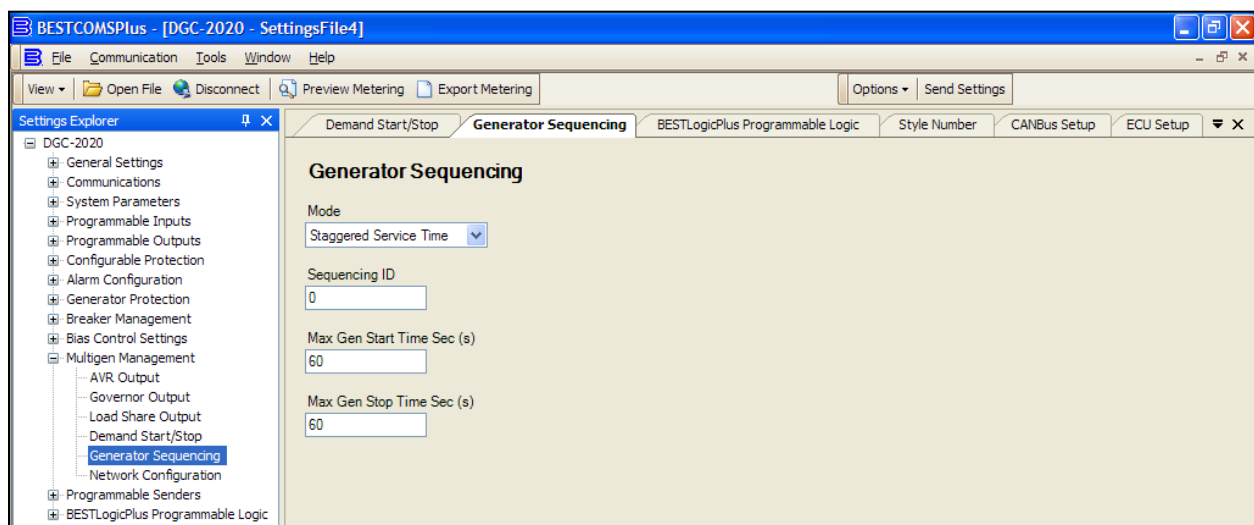 BESTCOMSPlus - [DGC-2020 - SettingsFile4]
File Communication Tools Window Help
View Open File Disconnect Preview Metering Export Metering Options Send Settings
Settings Explorer
DGC-2020
General Settings
Communications
System Parameters
Programmable Inputs
Programmable Outputs
Configurable Protection
Alarm Configuration
Generator Protection
Breaker Management
Bias Control Settings
Multigen Management
AVR Output
Governor Output
Load Share Output
Demand Start/Stop
Generator Sequencing
Network Configuration
Programmable Senders
BESTLogicPlus Programmable Logic
Demand Start/Stop Generator Sequencing BESTLogicPlus Programmable Logic Style Number CANBus Setup ECU Setup
Generator Sequencing
Mode
Staggered Service Time
Sequencing ID
0
Max Gen Start Time Sec (s)
60
Max Gen Stop Time Sec (s)
60